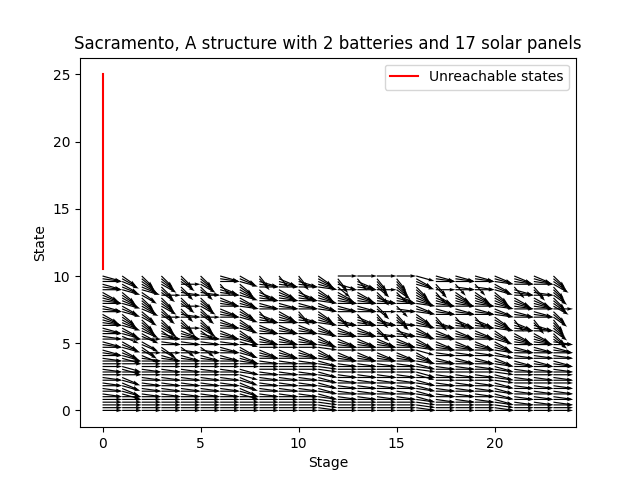 Sacramento, A structure with 2 batteries and 17 solar panels
Unreachable states
25
20
15
10
5
0
State
0 5 10 15 20
Stage